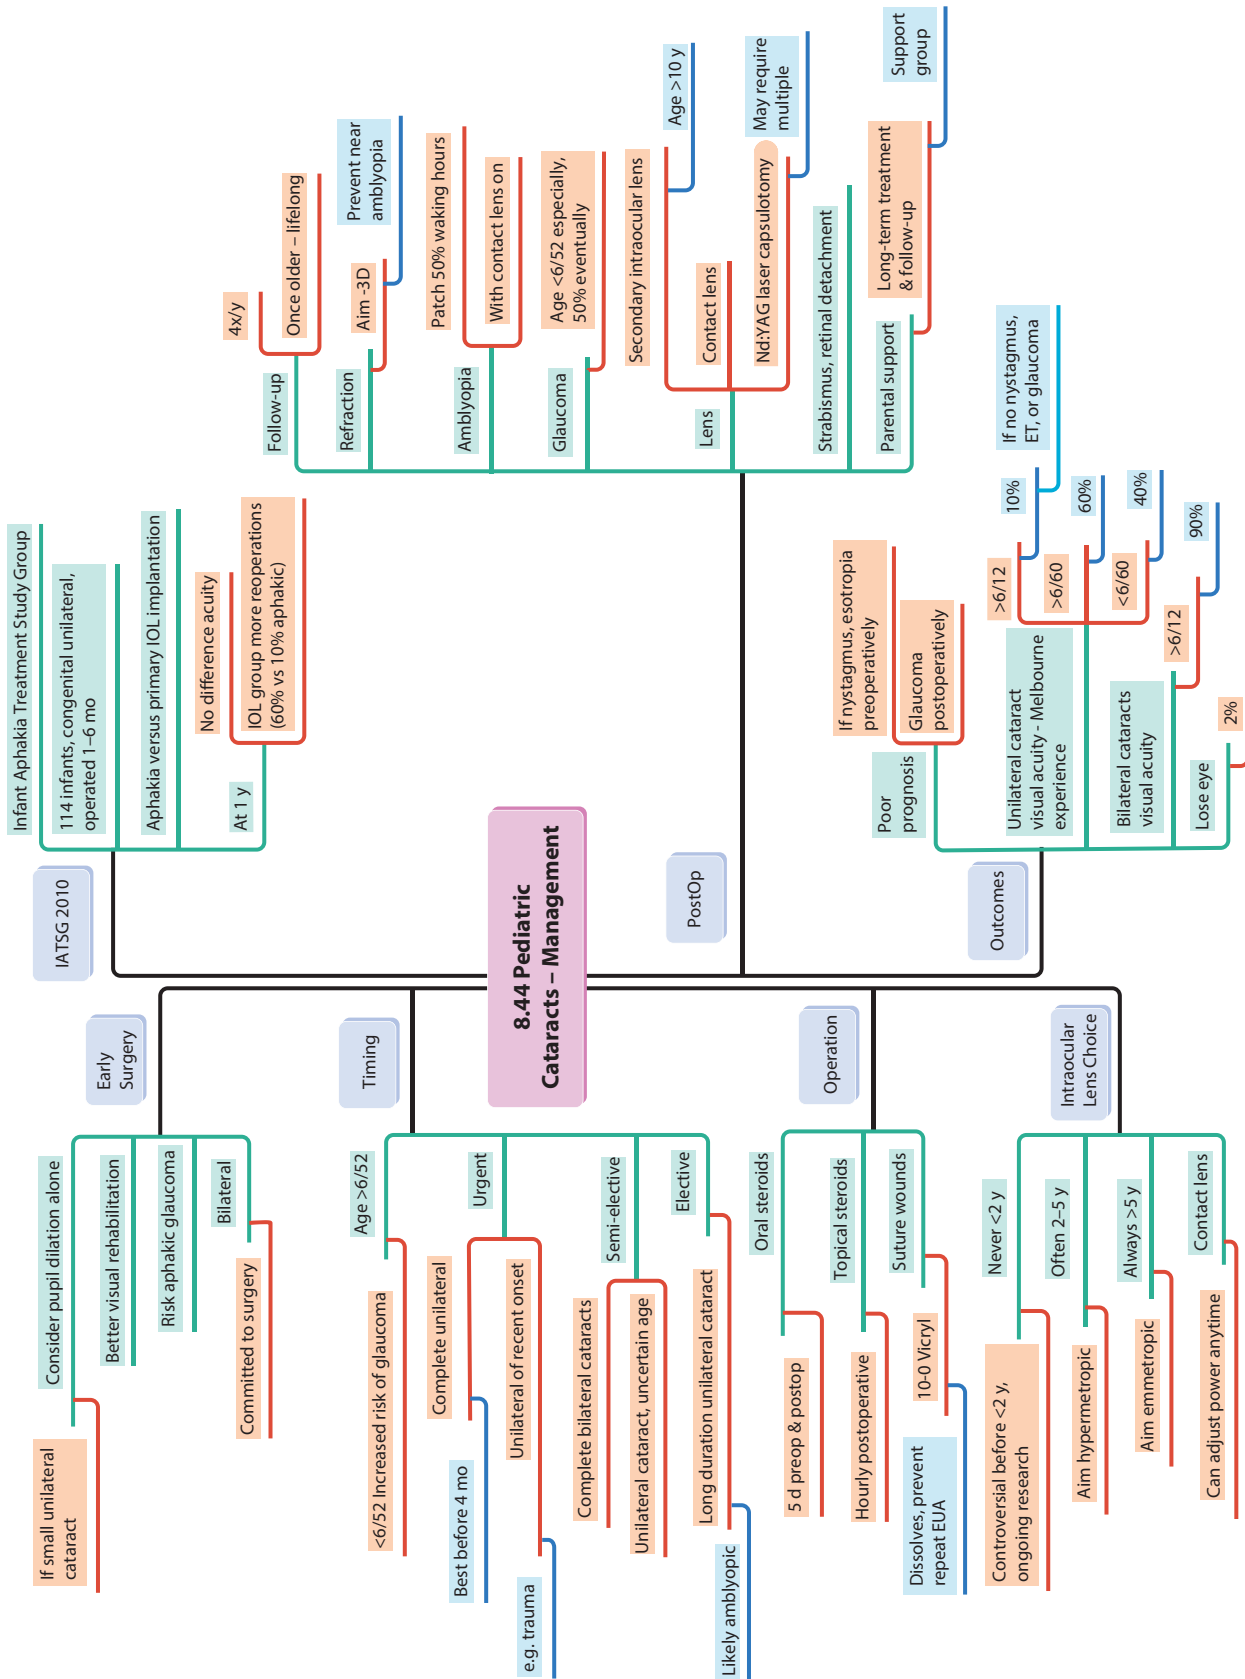 8.44 Pediatric
Cataracts – Management
Early
Surgery
Consider pupil dilation alone
If small unilateral
cataract
Better visual rehabilitation
Risk aphakic glaucoma
Bilateral
Committed to surgery
Timing
Age >6/52
<6/52 Increased risk of glaucoma
Urgent
Complete unilateral
Best before 4 mo
Unilateral of recent onset
e.g. trauma
Semi-elective
Complete bilateral cataracts
Unilateral cataract, uncertain age
Elective
Long duration unilateral cataract
Likely amblyopic
Operation
Oral steroids
5 d preop & postop
Topical steroids
Hourly postoperative
Suture wounds
10-0 Vicryl
Dissolves, prevent
repeat EUA
Intraocular
Lens Choice
Never <2 y
Controversial before <2 y,
ongoing research
Often 2–5 y
Aim hypermetropic
Always >5 y
Aim emmetropic
Contact lens
Can adjust power anytime
IATSG 2010
Infant Aphakia Treatment Study Group
114 infants, congenital unilateral,
operated 1–6 mo
Aphakia versus primary IOL implantation
At 1 y
No difference acuity
IOL group more reoperations
(60% vs 10% aphakic)
PostOp
Follow-up
4x/y
Once older – lifelong
Refraction
Aim -3D
Prevent near
amblyopia
Amblyopia
Patch 50% waking hours
With contact lens on
Glaucoma
Age <6/52 especially,
50% eventually
Lens
Secondary intraocular lens
Age >10 y
Contact lens
Nd:YAG laser capsulotomy
May require
multiple
Strabismus, retinal detachment
Parental support
Long-term treatment
& follow-up
Support
group
Outcomes
Poor
prognosis
If nystagmus, esotropia
preoperatively
Glaucoma
postoperatively
Unilateral cataract
visual acuity - Melbourne
experience
>6/12
10%
If no nystagmus,
ET, or glaucoma
>6/60
60%
<6/60
40%
Bilateral cataracts
visual acuity
>6/12
90%
Lose eye
2%